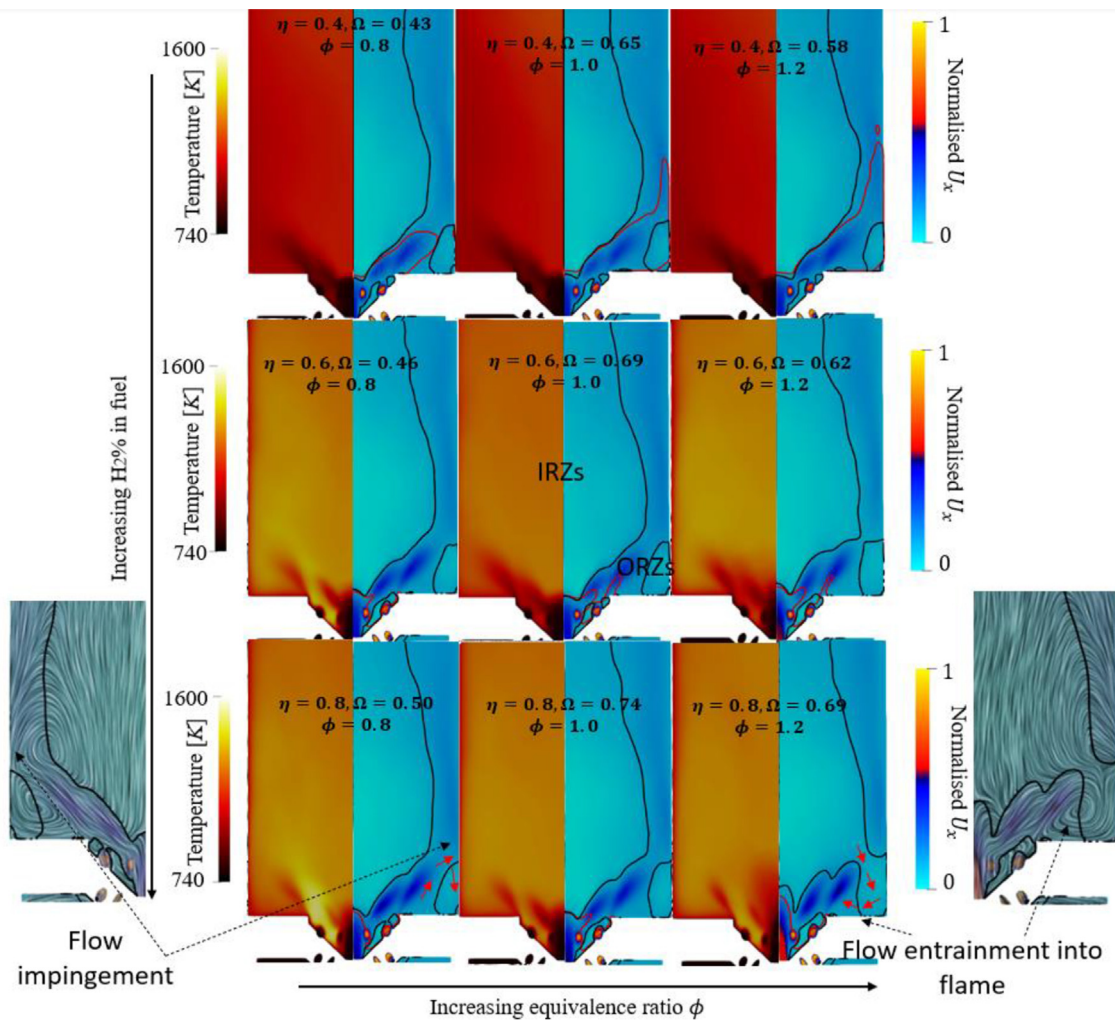 η = 0.4, Ω = 0.43
ϕ = 0.8
η = 0.4, Ω = 0.65
ϕ = 1.0
η = 0.4, Ω = 0.58
ϕ = 1.2
1600
Temperature [K]
740
1
Normalised Uₓ
0
Increasing H2% in fuel
η = 0.6, Ω = 0.46
ϕ = 0.8
η = 0.6, Ω = 0.69
ϕ = 1.0
η = 0.6, Ω = 0.62
ϕ = 1.2
1600
Temperature [K]
740
IRZs
ORZs
1
Normalised Uₓ
0
η = 0.8, Ω = 0.50
ϕ = 0.8
η = 0.8, Ω = 0.74
ϕ = 1.0
η = 0.8, Ω = 0.69
ϕ = 1.2
1600
Temperature [K]
740
1
Normalised Uₓ
0
Flow
impingement
Flow entrainment into
flame
Increasing equivalence ratio ϕ